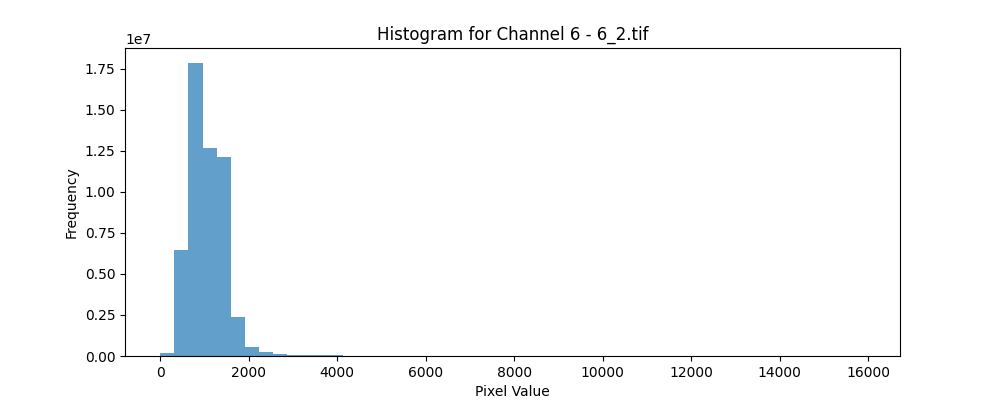 Histogram for Channel 6 - 6_2.tif
1e7
1.75
1.50
1.25
1.00
0.75
0.50
0.25
0.00
Frequency
0 2000 4000 6000 8000 10000 12000 14000 16000
Pixel Value